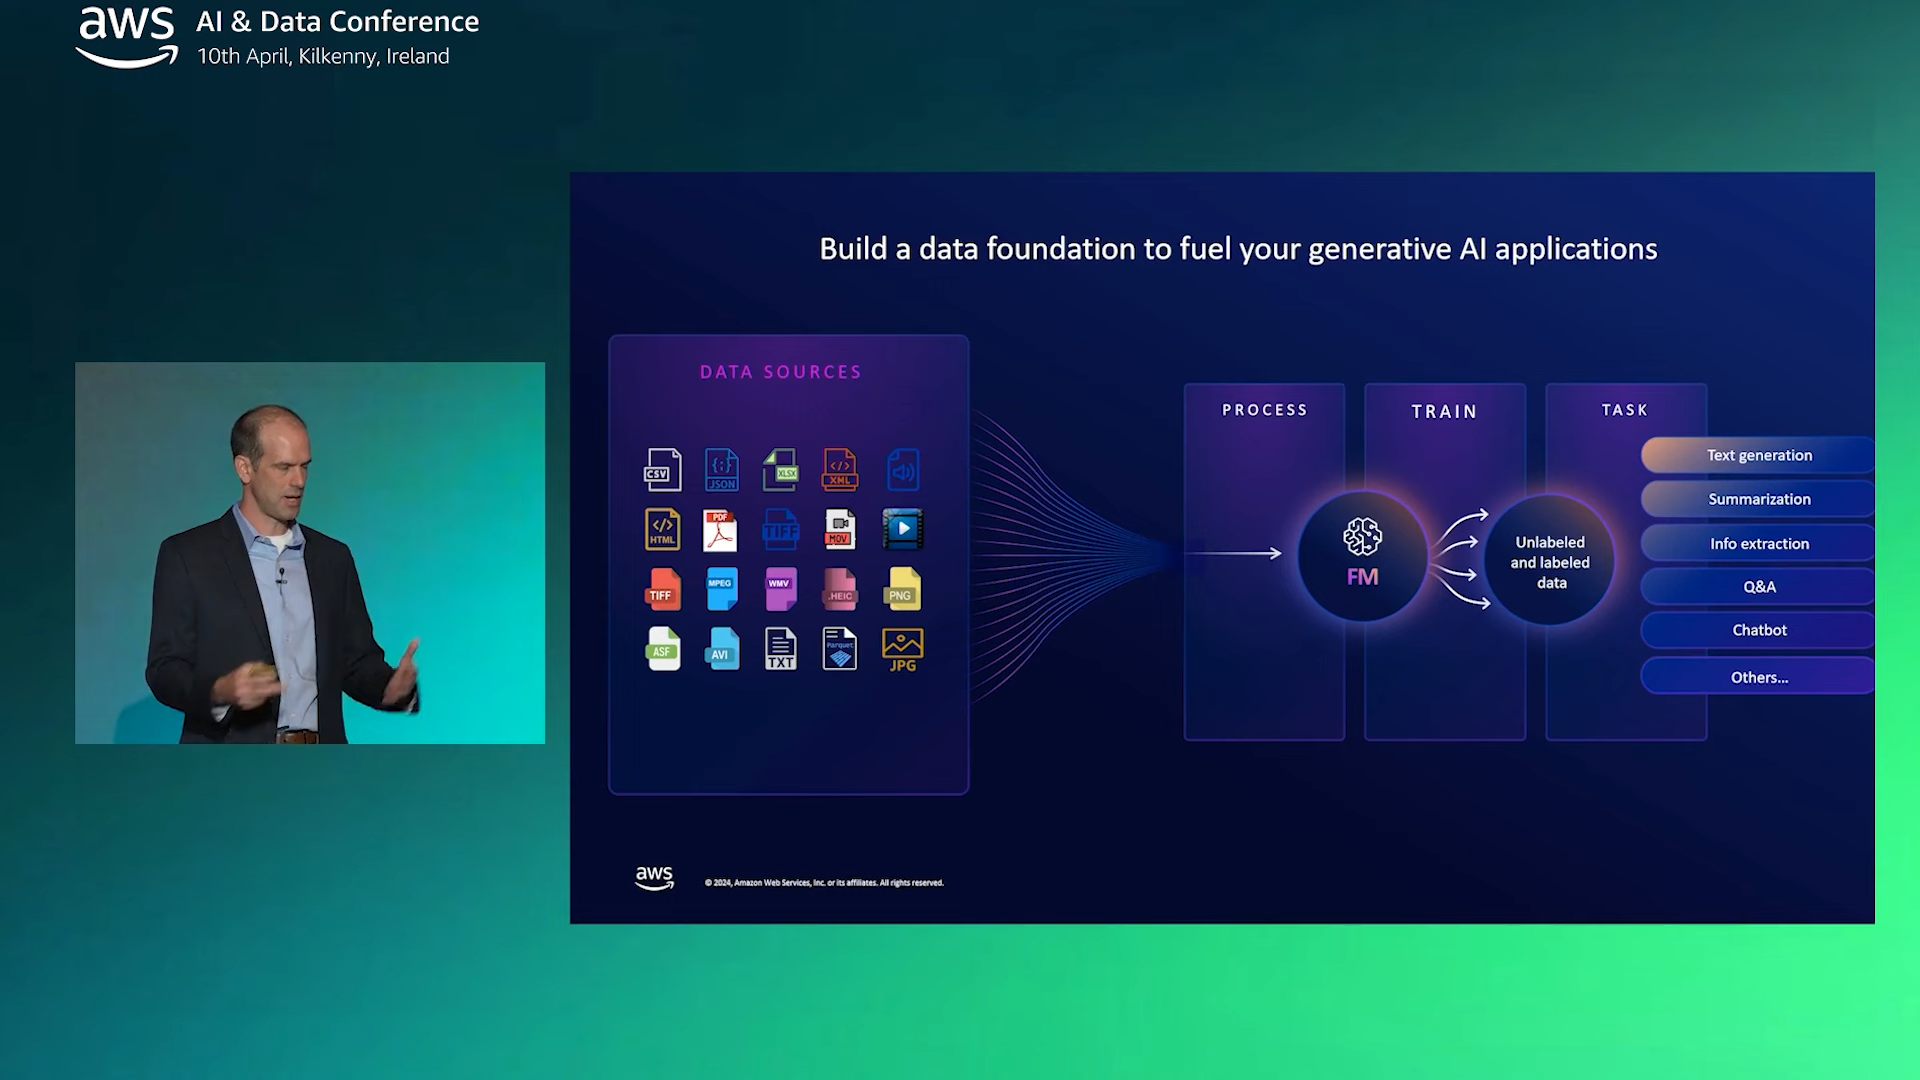 aws
AI & Data Conference
10th April, Kilkenny, Ireland
Build a data foundation to fuel your generative AI applications
DATA SOURCES
CSV
JSON
XLSX
XML
HTML
PDF
TIFF
MOV
TIFF
MPEG
WMV
.HEIC
PNG
ASF
AVI
TXT
Parquet
JPG
PROCESS
TRAIN
TASK
FM
Unlabeled
and labeled
data
Text generation
Summarization
Info extraction
Q&A
Chatbot
Others...
aws
© 2024, Amazon Web Services, Inc. or its affiliates. All rights reserved.